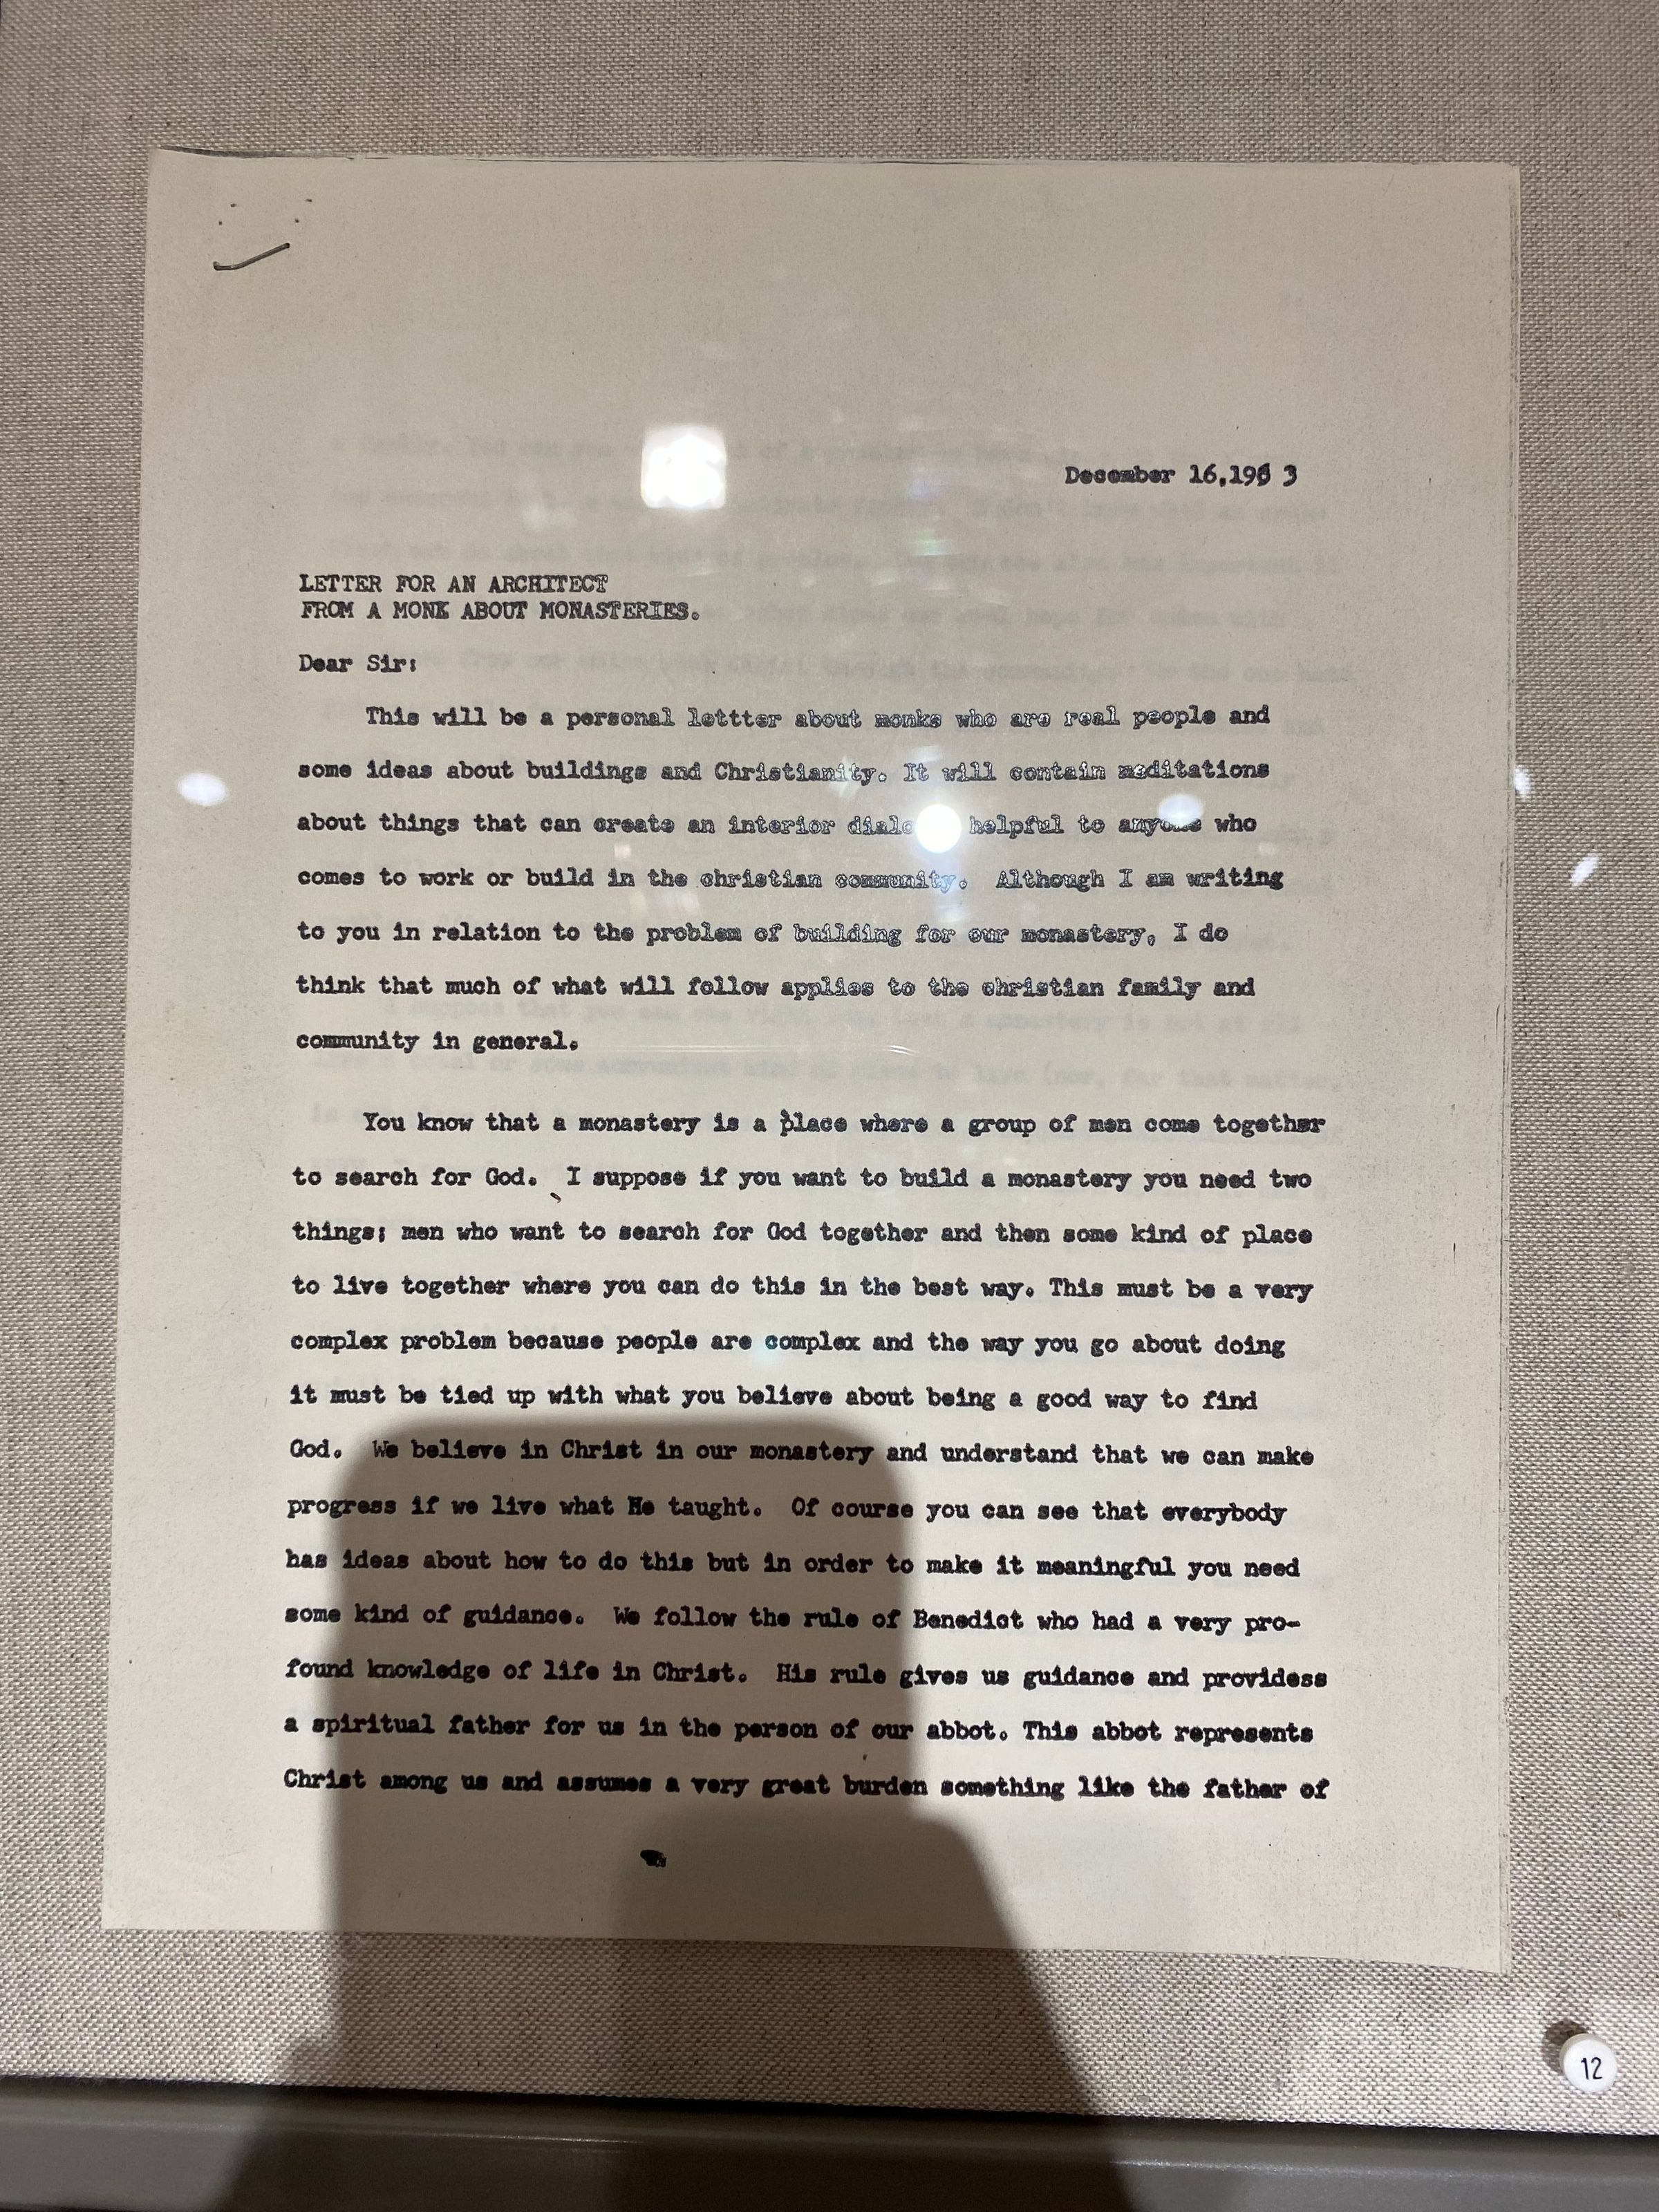 December 16,196 3
LETTER FOR AN ARCHITECT
FROM A MONK ABOUT MONASTERIES.
Dear Sir:
This will be a personal lettter about monks who are real people and
some ideas about buildings and Christianity. It will contain meditations
about things that can create an interior helpful to anyone who
comes to work or build in the christian community. Although I am writing
to you in relation to the problem of building for our monastery, I do
think that much of what will follow applies to the christian family and
community in general.
You know that a monastery is a place where a group of men come together
to search for God. I suppose if you want to build a monastery you need two
things; men who want to search for God together and then some kind of place
to live together where you can do this in the best way. This must be a very
complex problem because people are complex and the way you go about doing
it must be tied up with what you believe about being a good way to find
God. We believe in Christ in our monastery and understand that we can make
progress if we live what He taught. Of course you can see that everybody
has ideas about how to do this but in order to make it meaningful you need
some kind of guidance. We follow the rule of Benedict who had a very pro-
found knowledge of life in Christ. His rule gives us guidance and providess
a spiritual father for us in the person of our abbot. This abbot represents
Christ among us and assumes a very great burden something like the father of
12